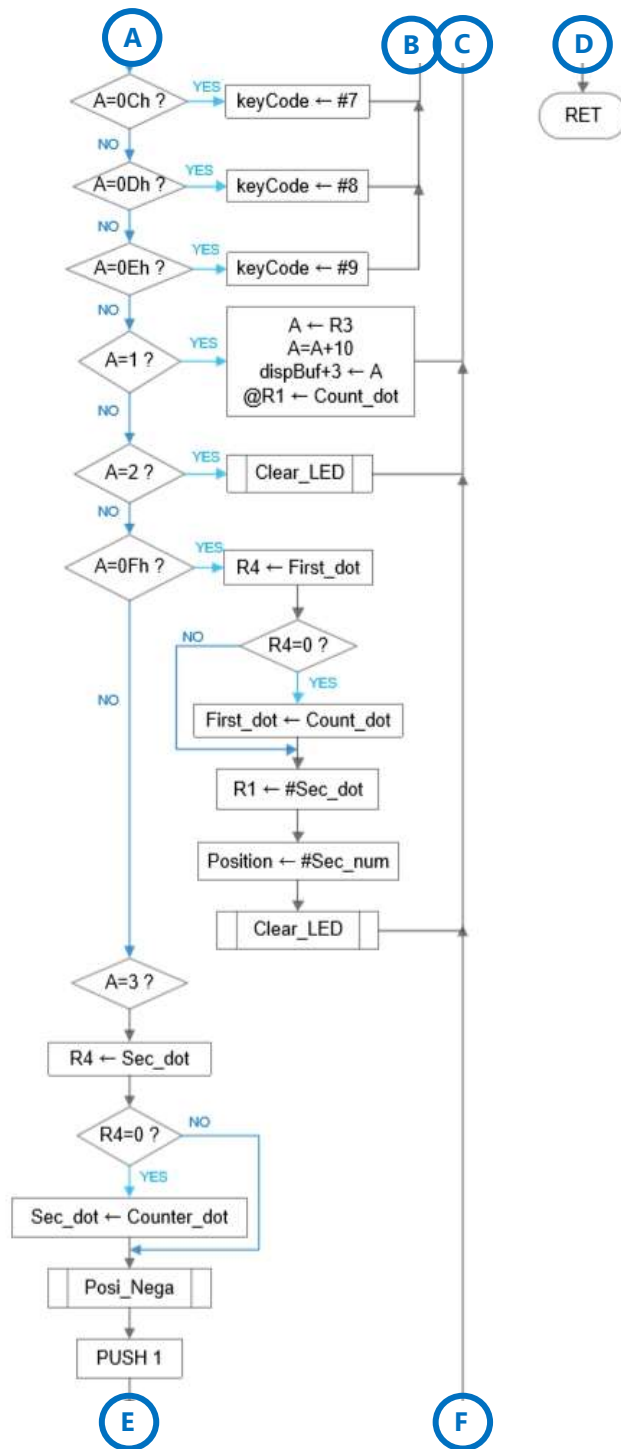 A
B
C
D
A=0Ch ?
YES
keyCode ← #7
RET
NO
A=0Dh ?
YES
keyCode ← #8
NO
A=0Eh ?
YES
keyCode ← #9
NO
A=1 ?
YES
A ← R3
A=A+10
dispBuf+3 ← A
@R1 ← Count_dot
NO
A=2 ?
YES
Clear_LED
NO
A=0Fh ?
YES
R4 ← First_dot
NO
R4=0 ?
YES
NO
First_dot ← Count_dot
R1 ← #Sec_dot
Position ← #Sec_num
Clear_LED
A=3 ?
R4 ← Sec_dot
R4=0 ?
NO
YES
Sec_dot ← Counter_dot
Posi_Nega
PUSH 1
E
F